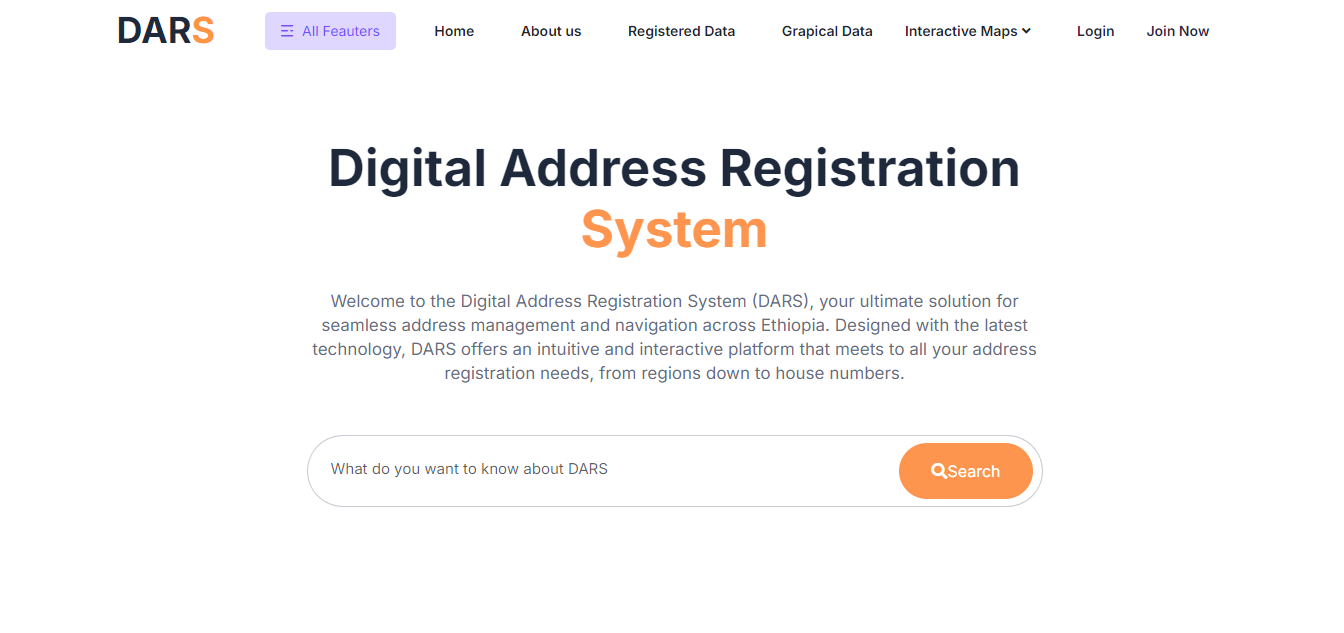 DARS
All Feauters
Home
About us
Registered Data
Grapical Data
Interactive Maps
Login
Join Now
Digital Address Registration
System
Welcome to the Digital Address Registration System (DARS), your ultimate solution for
seamless address management and navigation across Ethiopia. Designed with the latest
technology, DARS offers an intuitive and interactive platform that meets to all your address
registration needs, from regions down to house numbers.
What do you want to know about DARS
Search